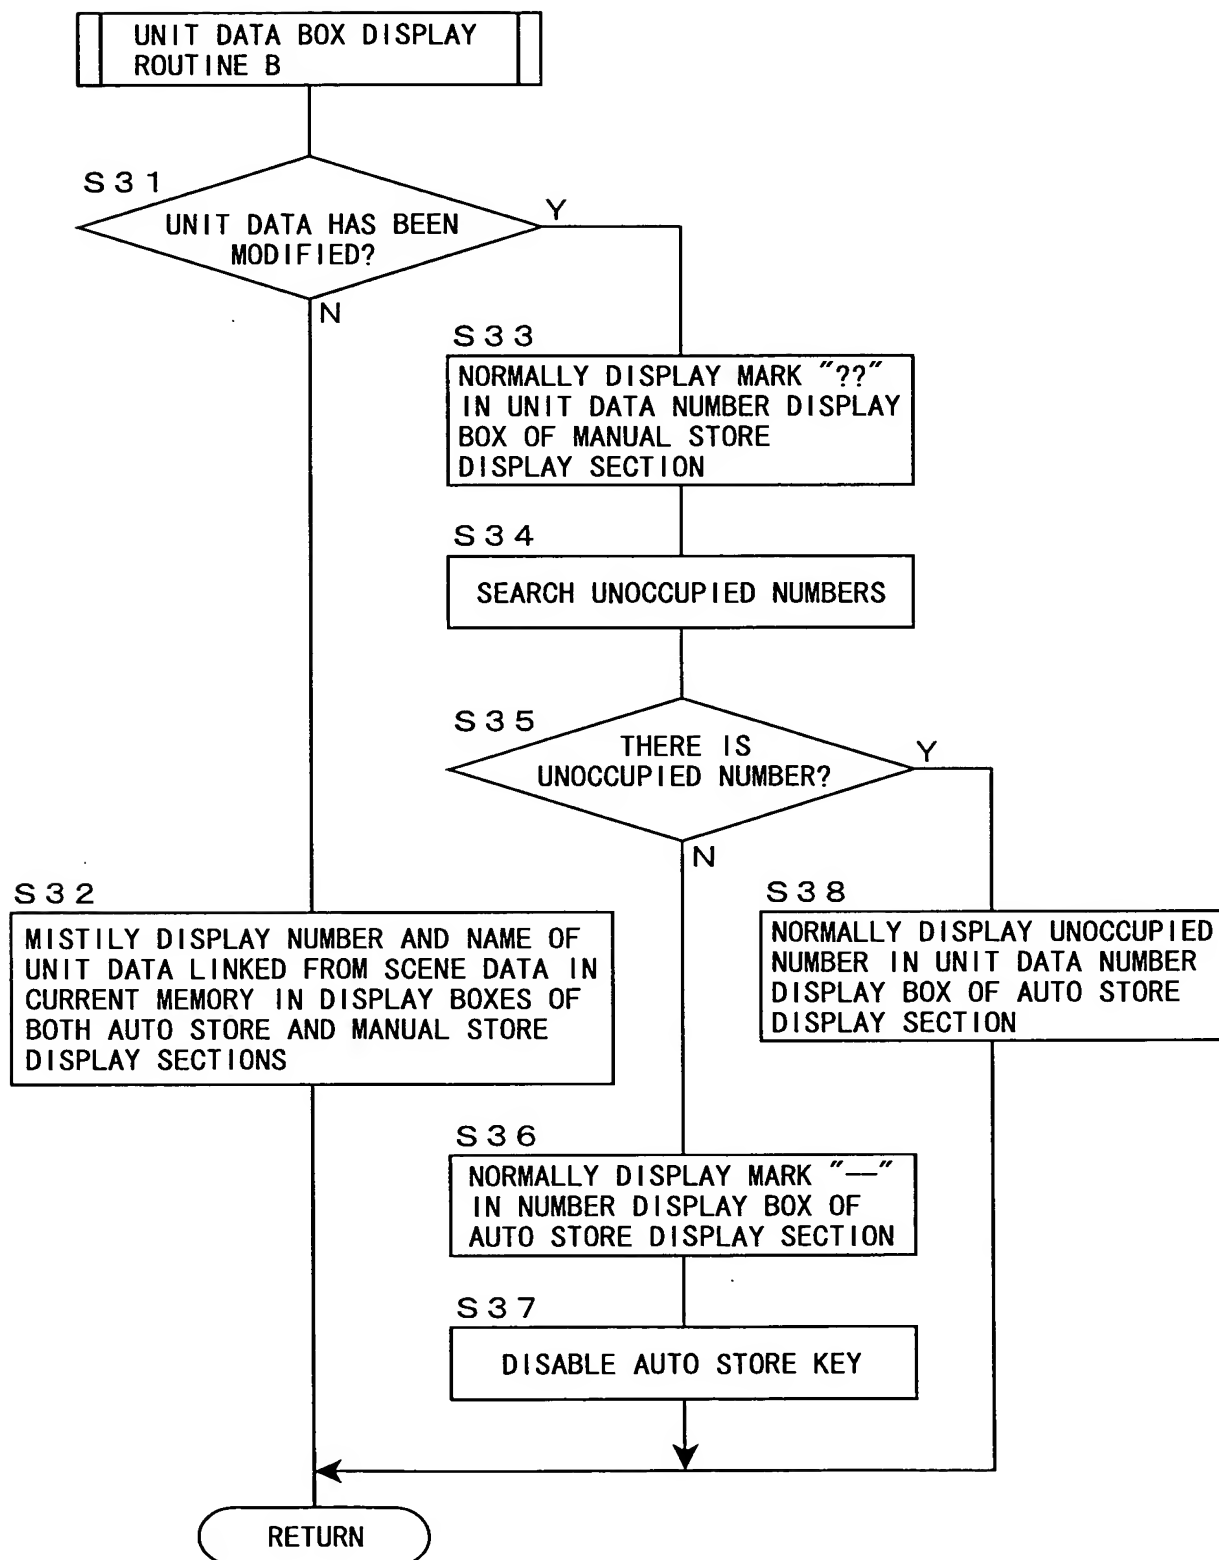 UNIT DATA BOX DISPLAY
ROUTINE B
S31
UNIT DATA HAS BEEN
MODIFIED?
Y
N
S33
NORMALLY DISPLAY MARK "??"
IN UNIT DATA NUMBER DISPLAY
BOX OF MANUAL STORE
DISPLAY SECTION
S34
SEARCH UNOCCUPIED NUMBERS
S35
THERE IS
UNOCCUPIED NUMBER?
Y
N
S32
MISTILY DISPLAY NUMBER AND NAME OF
UNIT DATA LINKED FROM SCENE DATA IN
CURRENT MEMORY IN DISPLAY BOXES OF
BOTH AUTO STORE AND MANUAL STORE
DISPLAY SECTIONS
S38
NORMALLY DISPLAY UNOCCUPIED
NUMBER IN UNIT DATA NUMBER
DISPLAY BOX OF AUTO STORE
DISPLAY SECTION
S36
NORMALLY DISPLAY MARK "——"
IN NUMBER DISPLAY BOX OF
AUTO STORE DISPLAY SECTION
S37
DISABLE AUTO STORE KEY
RETURN